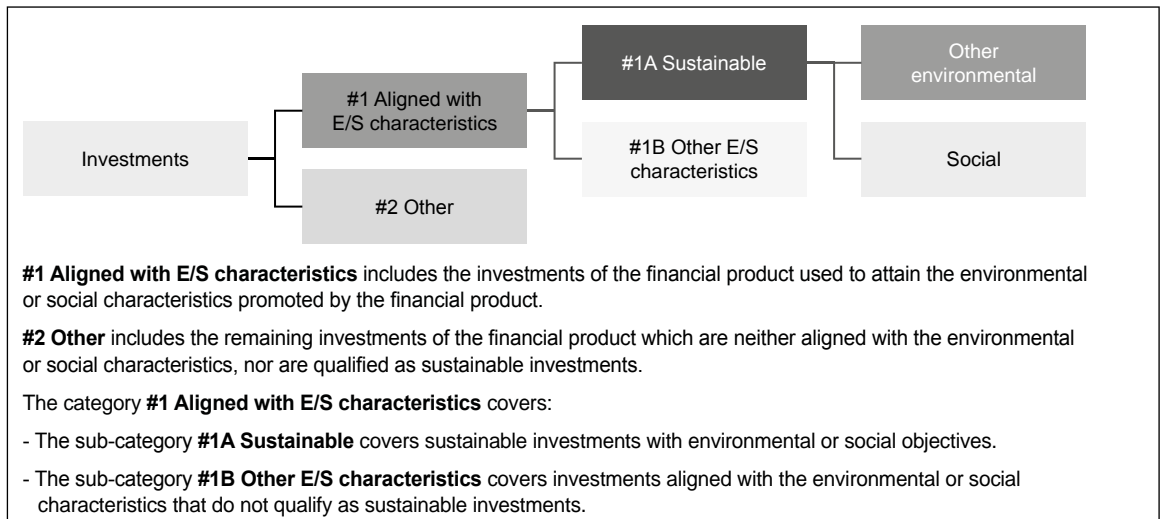 Investments
#1 Aligned with
E/S characteristics
#2 Other
#1A Sustainable
#1B Other E/S
characteristics
Other
environmental
Social
#1 Aligned with E/S characteristics includes the investments of the financial product used to attain the environmental
or social characteristics promoted by the financial product.
#2 Other includes the remaining investments of the financial product which are neither aligned with the environmental
or social characteristics, nor are qualified as sustainable investments.
The category #1 Aligned with E/S characteristics covers:
- The sub-category #1A Sustainable covers sustainable investments with environmental or social objectives.
- The sub-category #1B Other E/S characteristics covers investments aligned with the environmental or social
characteristics that do not qualify as sustainable investments.